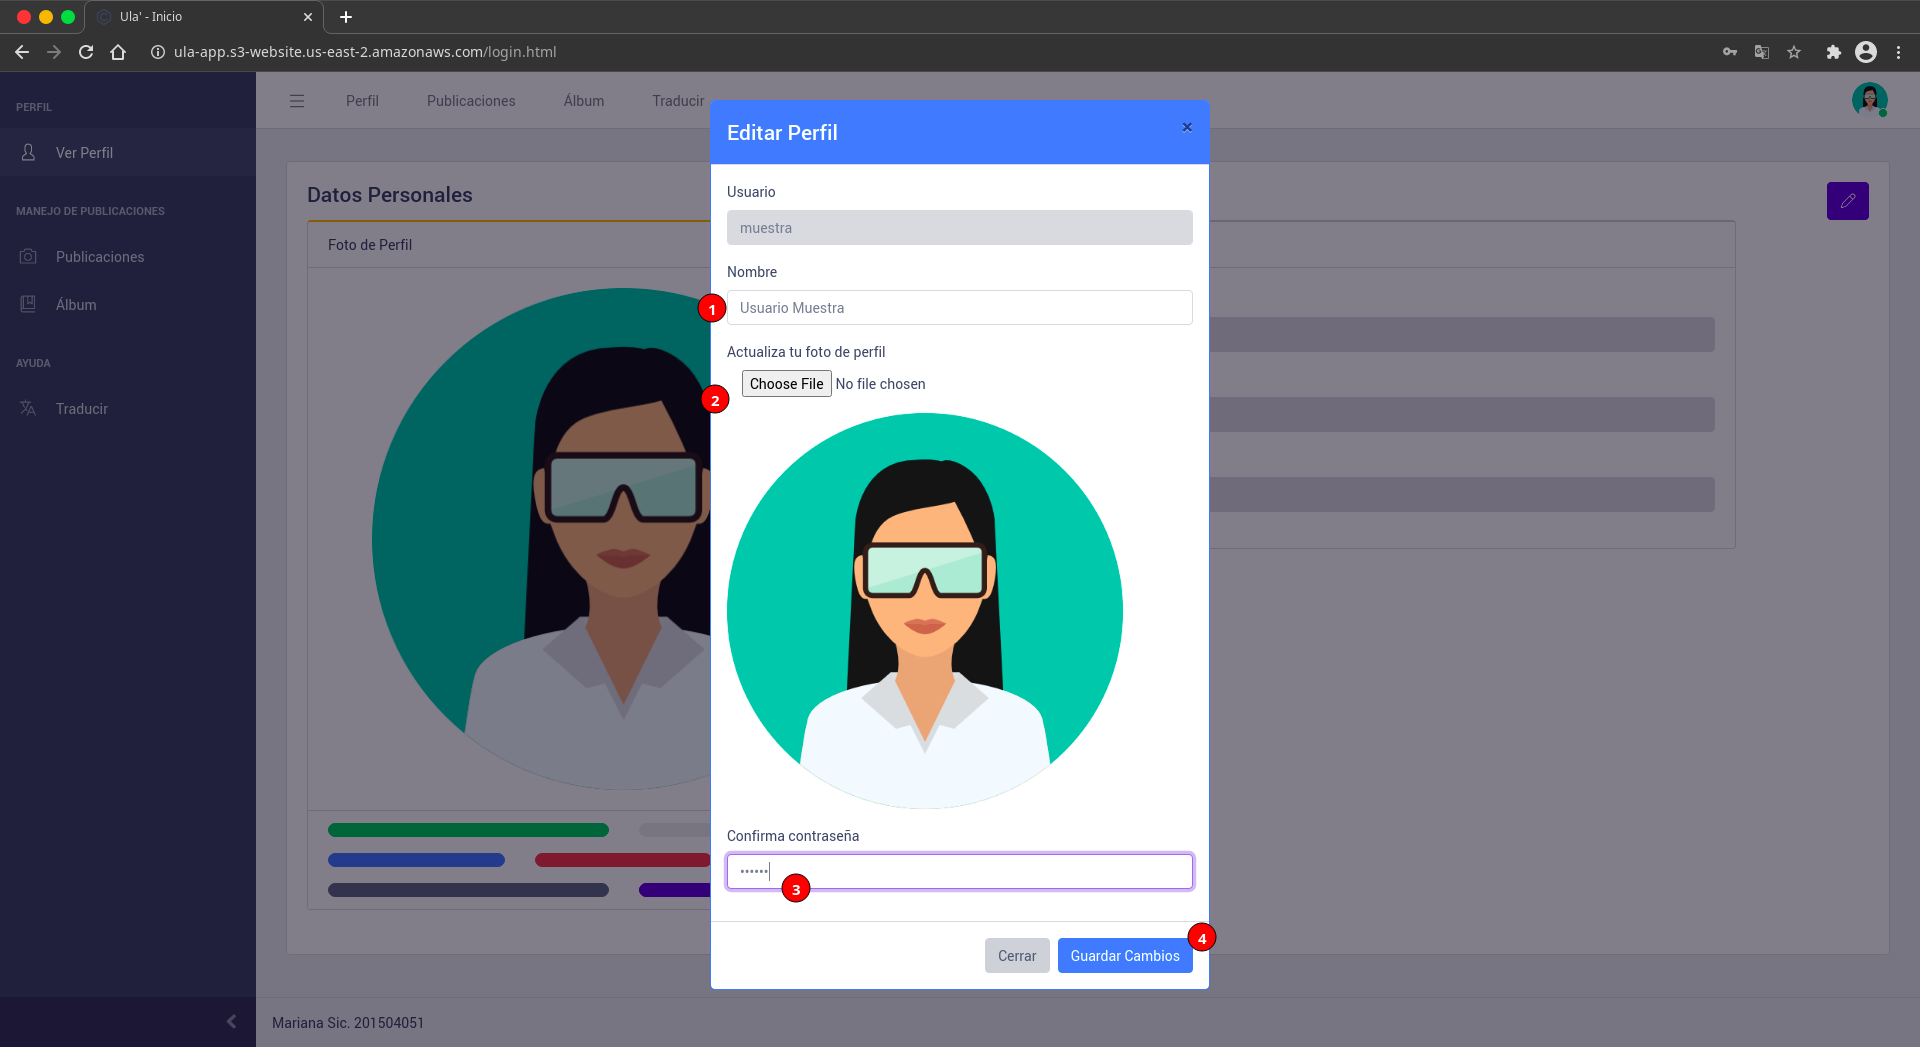 Ula' - Inicio
ula-app.s3-website.us-east-2.amazonaws.com/login.html
PERFIL
Ver Perfil
MANEJO DE PUBLICACIONES
Publicaciones
Álbum
AYUDA
Traducir
Perfil Publicaciones Álbum Traducir
Datos Personales
Foto de Perfil
Editar Perfil ×
Usuario
muestra
Nombre
1 Usuario Muestra
Actualiza tu foto de perfil
2 Choose File No file chosen
Confirma contraseña
••••••
3
4
Cerrar Guardar Cambios
Mariana Sic. 201504051